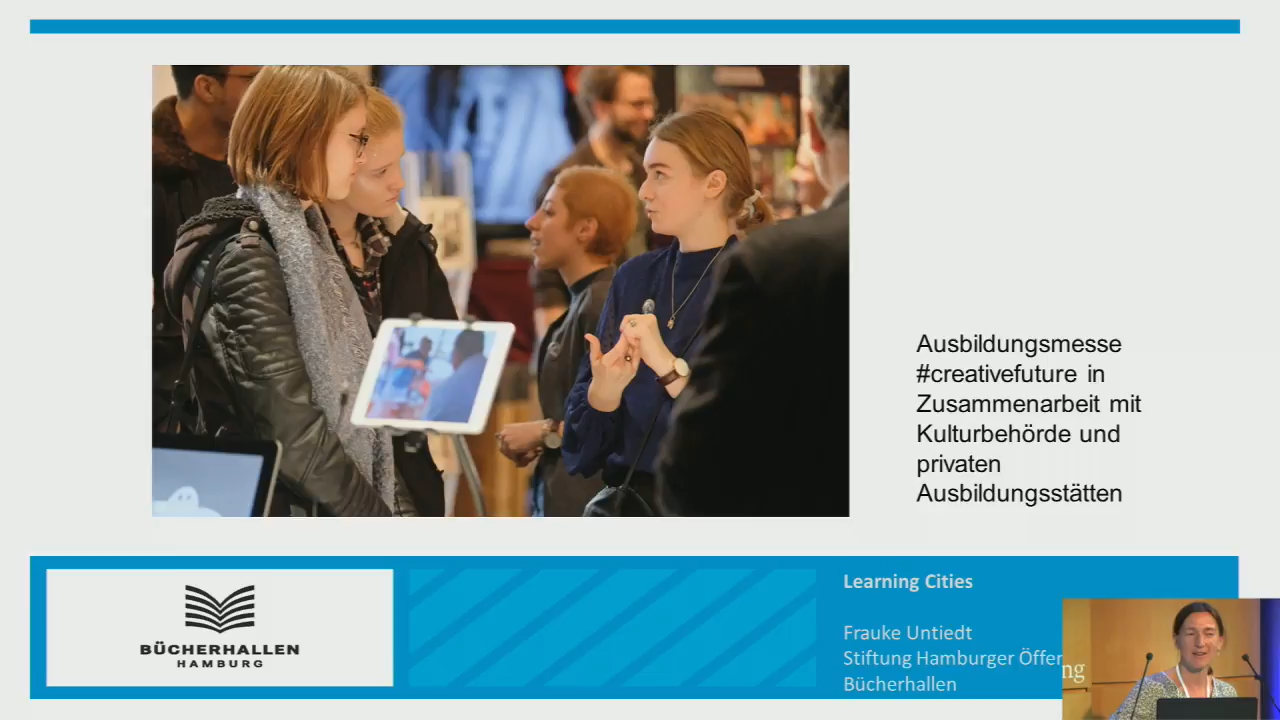 Ausbildungsmesse
#creativefuture in
Zusammenarbeit mit
Kulturbehörde und
privaten
Ausbildungsstätten
BÜCHERHALLEN
HAMBURG
Learning Cities
Frauke Untiedt
Stiftung Hamburger Öffen
Bücherhallen
ng